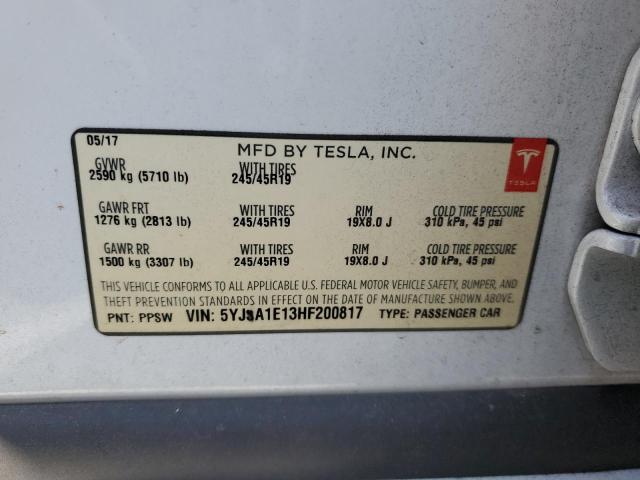 05/17
MFD BY TESLA, INC.
TESLA
GVWR WITH TIRES
2590 kg (5710 lb) 245/45R19
GAWR FRT WITH TIRES RIM COLD TIRE PRESSURE
1276 kg (2813 lb) 245/45R19 19X8.0 J 310 kPa, 45 psi
GAWR RR WITH TIRES RIM COLD TIRE PRESSURE
1500 kg (3307 lb) 245/45R19 19X8.0 J 310 kPa, 45 psi
THIS VEHICLE CONFORMS TO ALL APPLICABLE U.S. FEDERAL MOTOR VEHICLE SAFETY, BUMPER, AND
THEFT PREVENTION STANDARDS IN EFFECT ON THE DATE OF MANUFACTURE SHOWN ABOVE.
PNT: PPSW VIN: 5YJSA1E13HF200817 TYPE: PASSENGER CAR